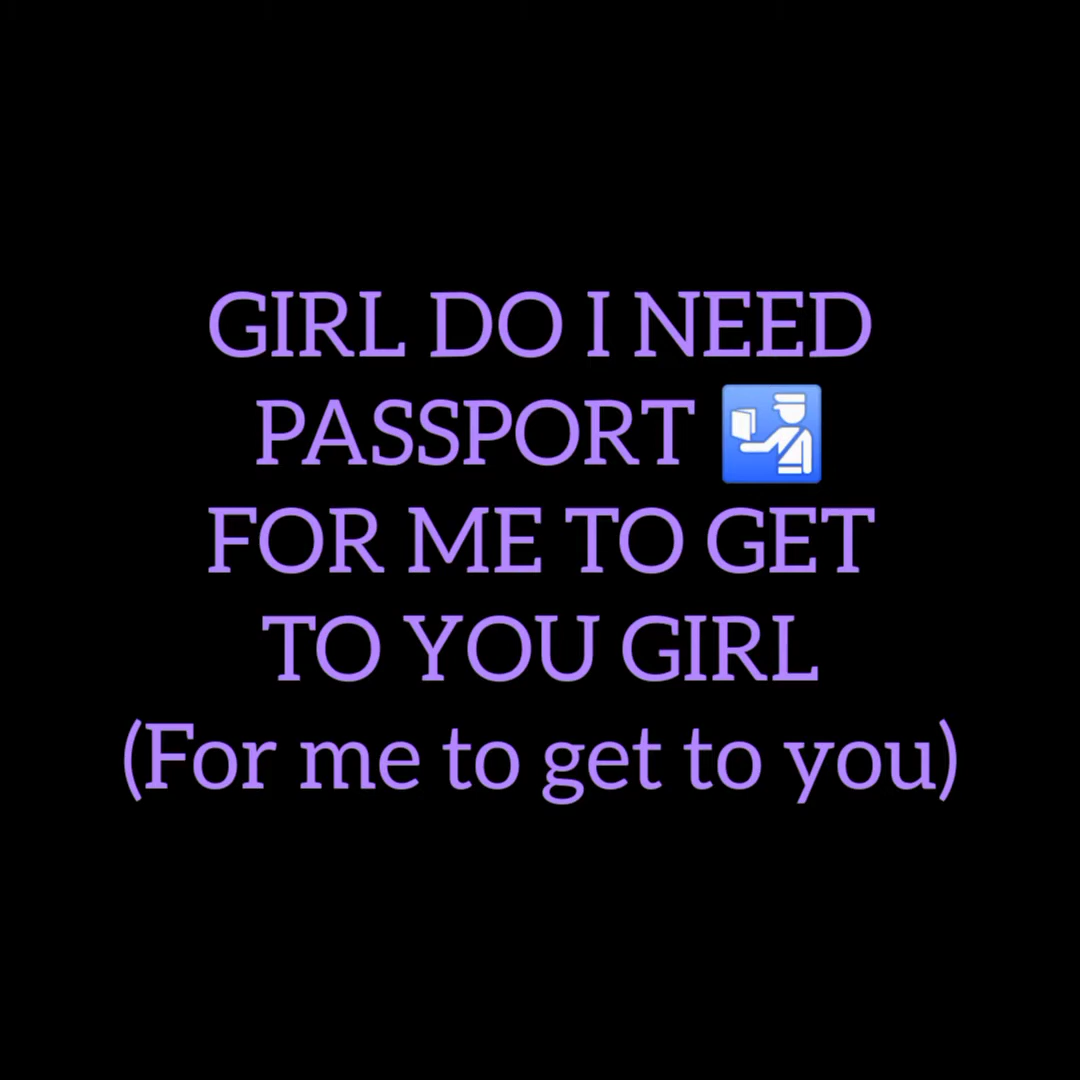 GIRL DO I NEED
PASSPORT 🛂
FOR ME TO GET
TO YOU GIRL
(For me to get to you)